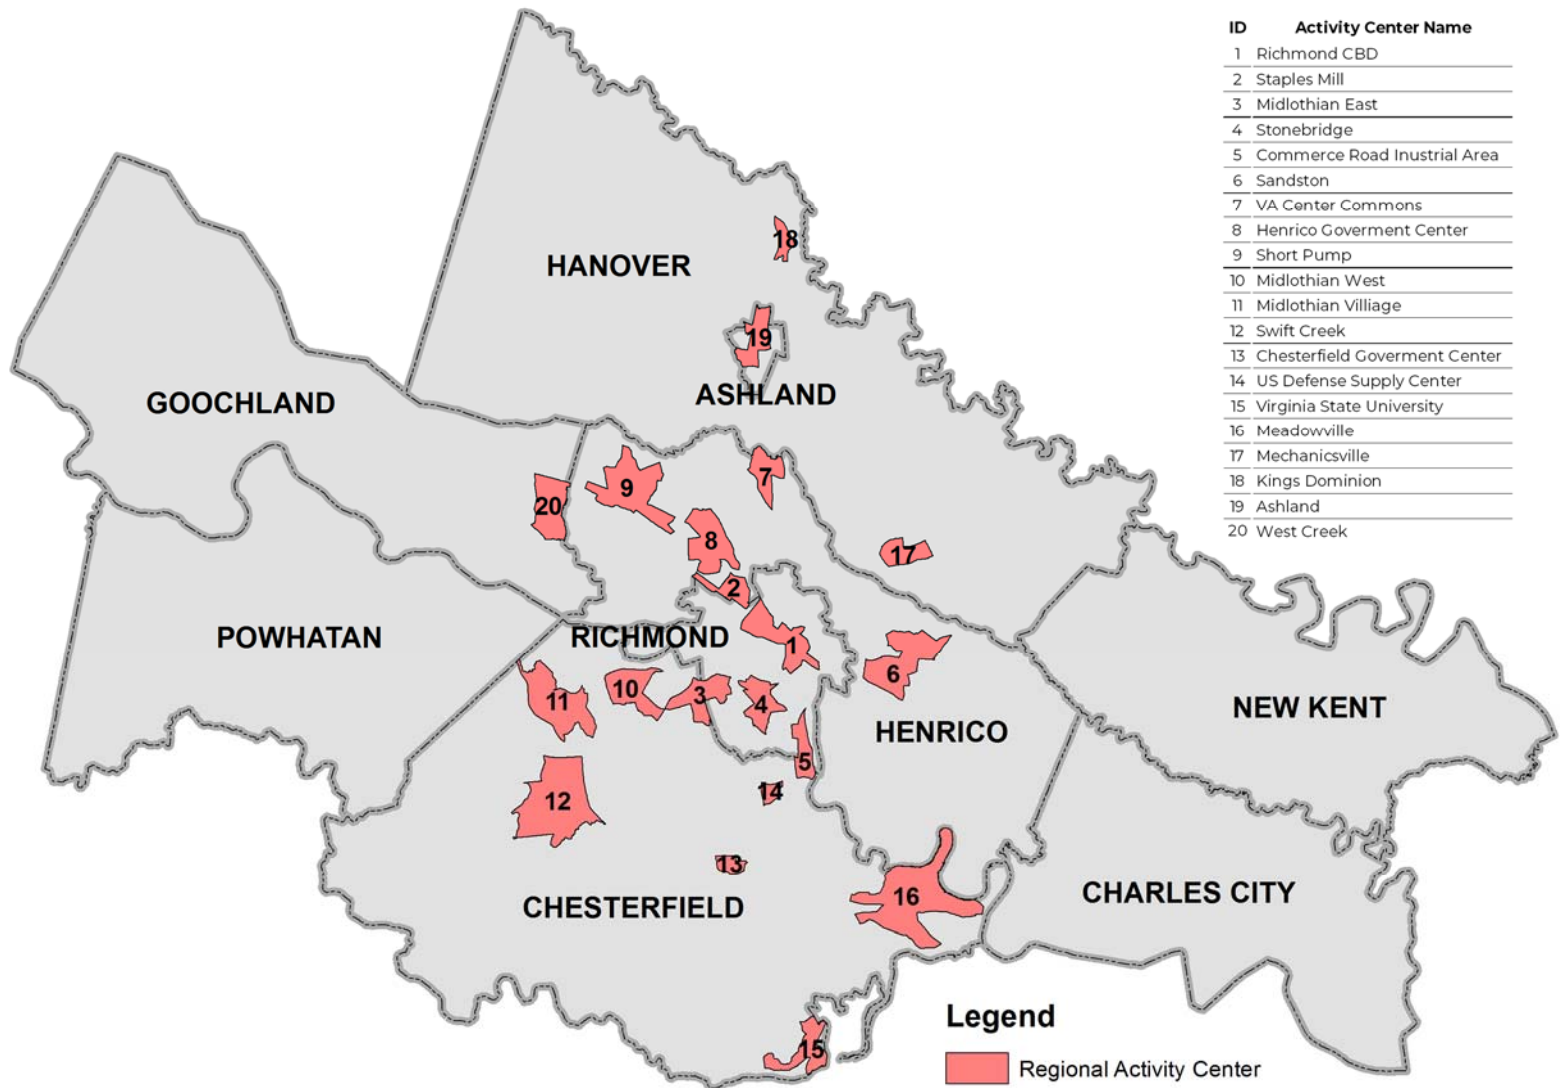 ID Activity Center Name
1 Richmond CBD
2 Staples Mill
3 Midlothian East
4 Stonebridge
5 Commerce Road Inustrial Area
6 Sandston
7 VA Center Commons
8 Henrico Goverment Center
9 Short Pump
10 Midlothian West
11 Midlothian Villiage
12 Swift Creek
13 Chesterfield Goverment Center
14 US Defense Supply Center
15 Virginia State University
16 Meadowville
17 Mechanicsville
18 Kings Dominion
19 Ashland
20 West Creek
18
HANOVER
19
ASHLAND
GOOCHLAND
7
9
20
8
17
2
POWHATAN
RICHMOND
1
6
10
3
11
4
NEW KENT
HENRICO
5
14
12
13
CHARLES CITY
16
CHESTERFIELD
15
Legend
Regional Activity Center